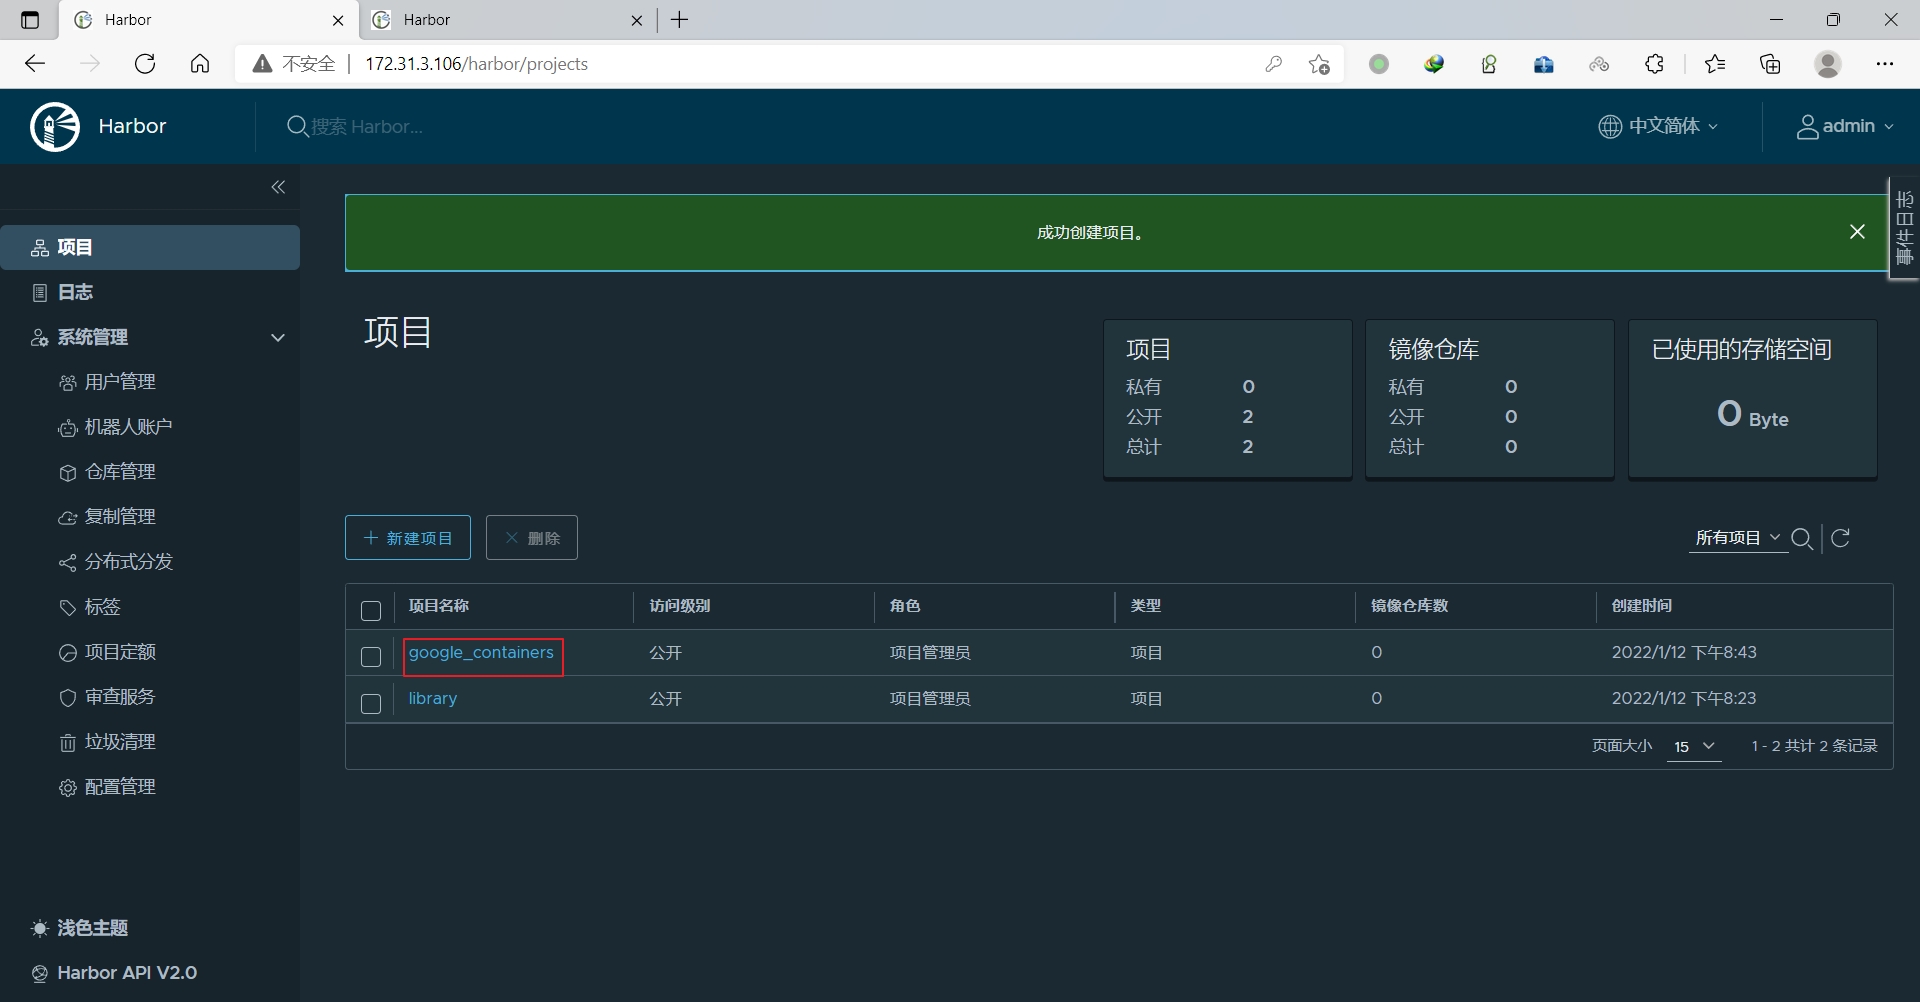 Harbor
Harbor
不安全
172.31.3.106/harbor/projects
Harbor
搜索 Harbor...
中文简体
admin
事件日志
成功创建项目。
项目
日志
系统管理
用户管理
机器人账户
仓库管理
复制管理
分布式分发
标签
项目定额
审查服务
垃圾清理
配置管理
浅色主题
Harbor API V2.0
项目
项目
私有 0
公开 2
总计 2
镜像仓库
私有 0
公开 0
总计 0
已使用的存储空间
0 Byte
+ 新建项目
× 删除
所有项目
项目名称 访问级别 角色 类型 镜像仓库数 创建时间
google_containers 公开 项目管理员 项目 0 2022/1/12 下午8:43
library 公开 项目管理员 项目 0 2022/1/12 下午8:23
页面大小 15 1 - 2 共计 2 条记录